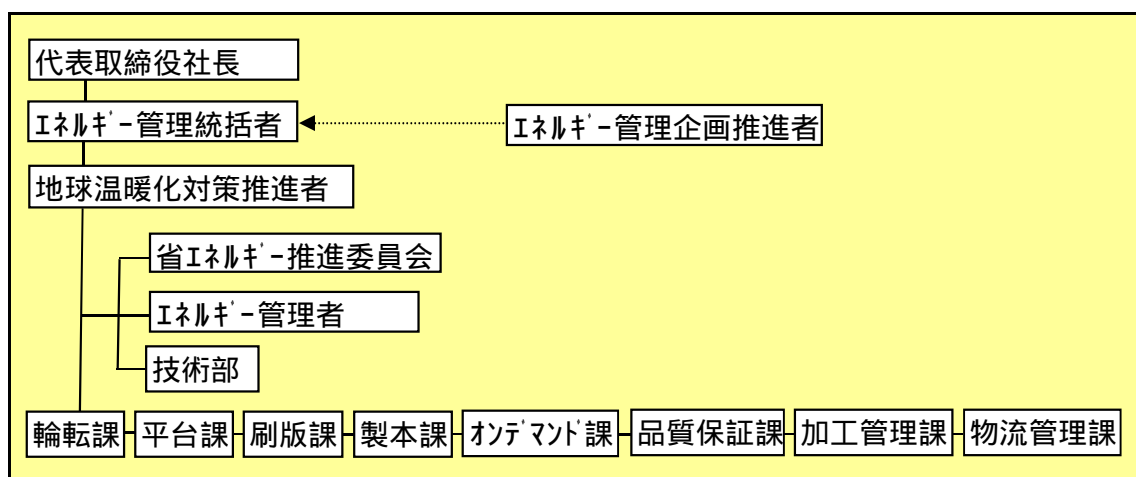 代表取締役社長
ｴﾈﾙｷﾞｰ管理統括者
ｴﾈﾙｷﾞｰ管理企画推進者
地球温暖化対策推進者
省ｴﾈﾙｷﾞｰ推進委員会
ｴﾈﾙｷﾞｰ管理者
技術部
輪転課
平台課
刷版課
製本課
ｵﾝﾃﾞﾏﾝﾄﾞ課
品質保証課
加工管理課
物流管理課